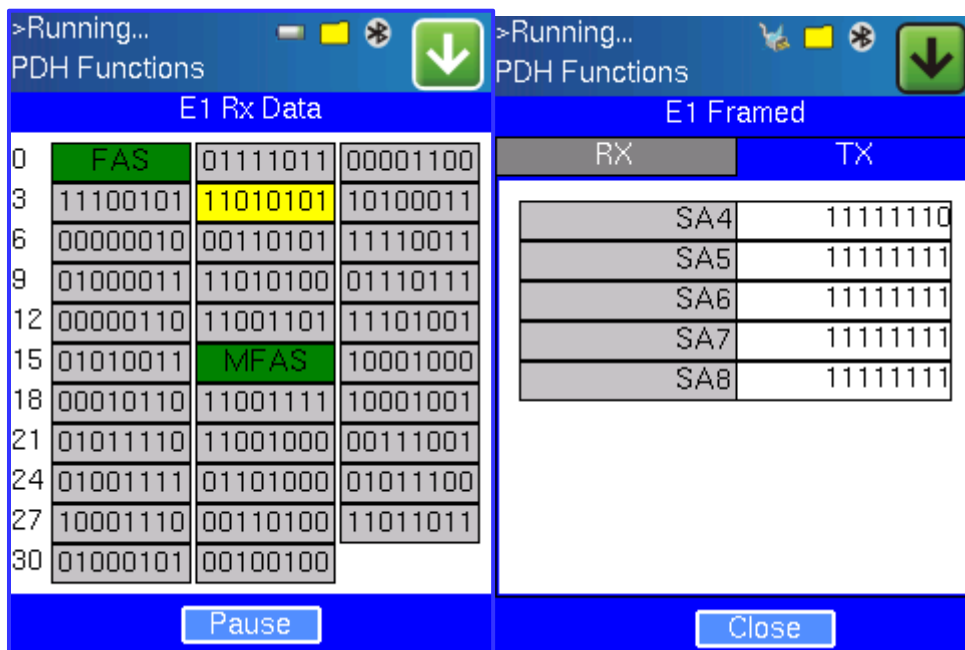 >Running...
PDH Functions
E1 Rx Data
0 FAS 01111011 00001100
3 11100101 11010101 10100011
6 00000010 00110101 11110011
9 01000011 11010100 01110111
12 00000110 11001101 11101001
15 01010011 MFAS 10001000
18 00010110 11001111 10001001
21 01011110 11001000 00111001
24 01001111 01101000 01011100
27 10001110 00110100 11011011
30 01000101 00100100
Pause
>Running...
PDH Functions
E1 Framed
RX TX
SA4 11111110
SA5 11111111
SA6 11111111
SA7 11111111
SA8 11111111
Close